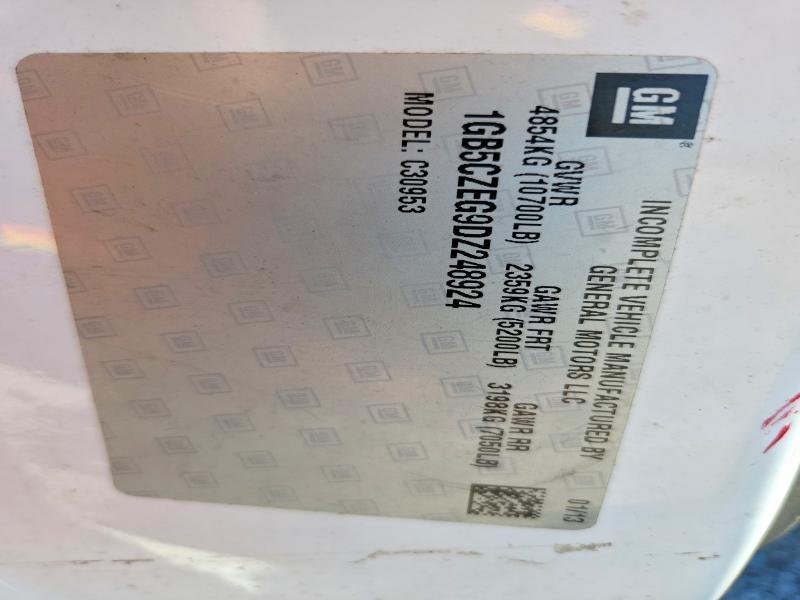 GM®
INCOMPLETE VEHICLE MANUFACTURED BY
GENERAL MOTORS LLC 01/13
GVWR GAWR FRT GAWR RR
4854KG (10700LB) 2359KG (5200LB) 3198KG (7050LB)
1GB5CZEG9DZ248924
MODEL: C30953